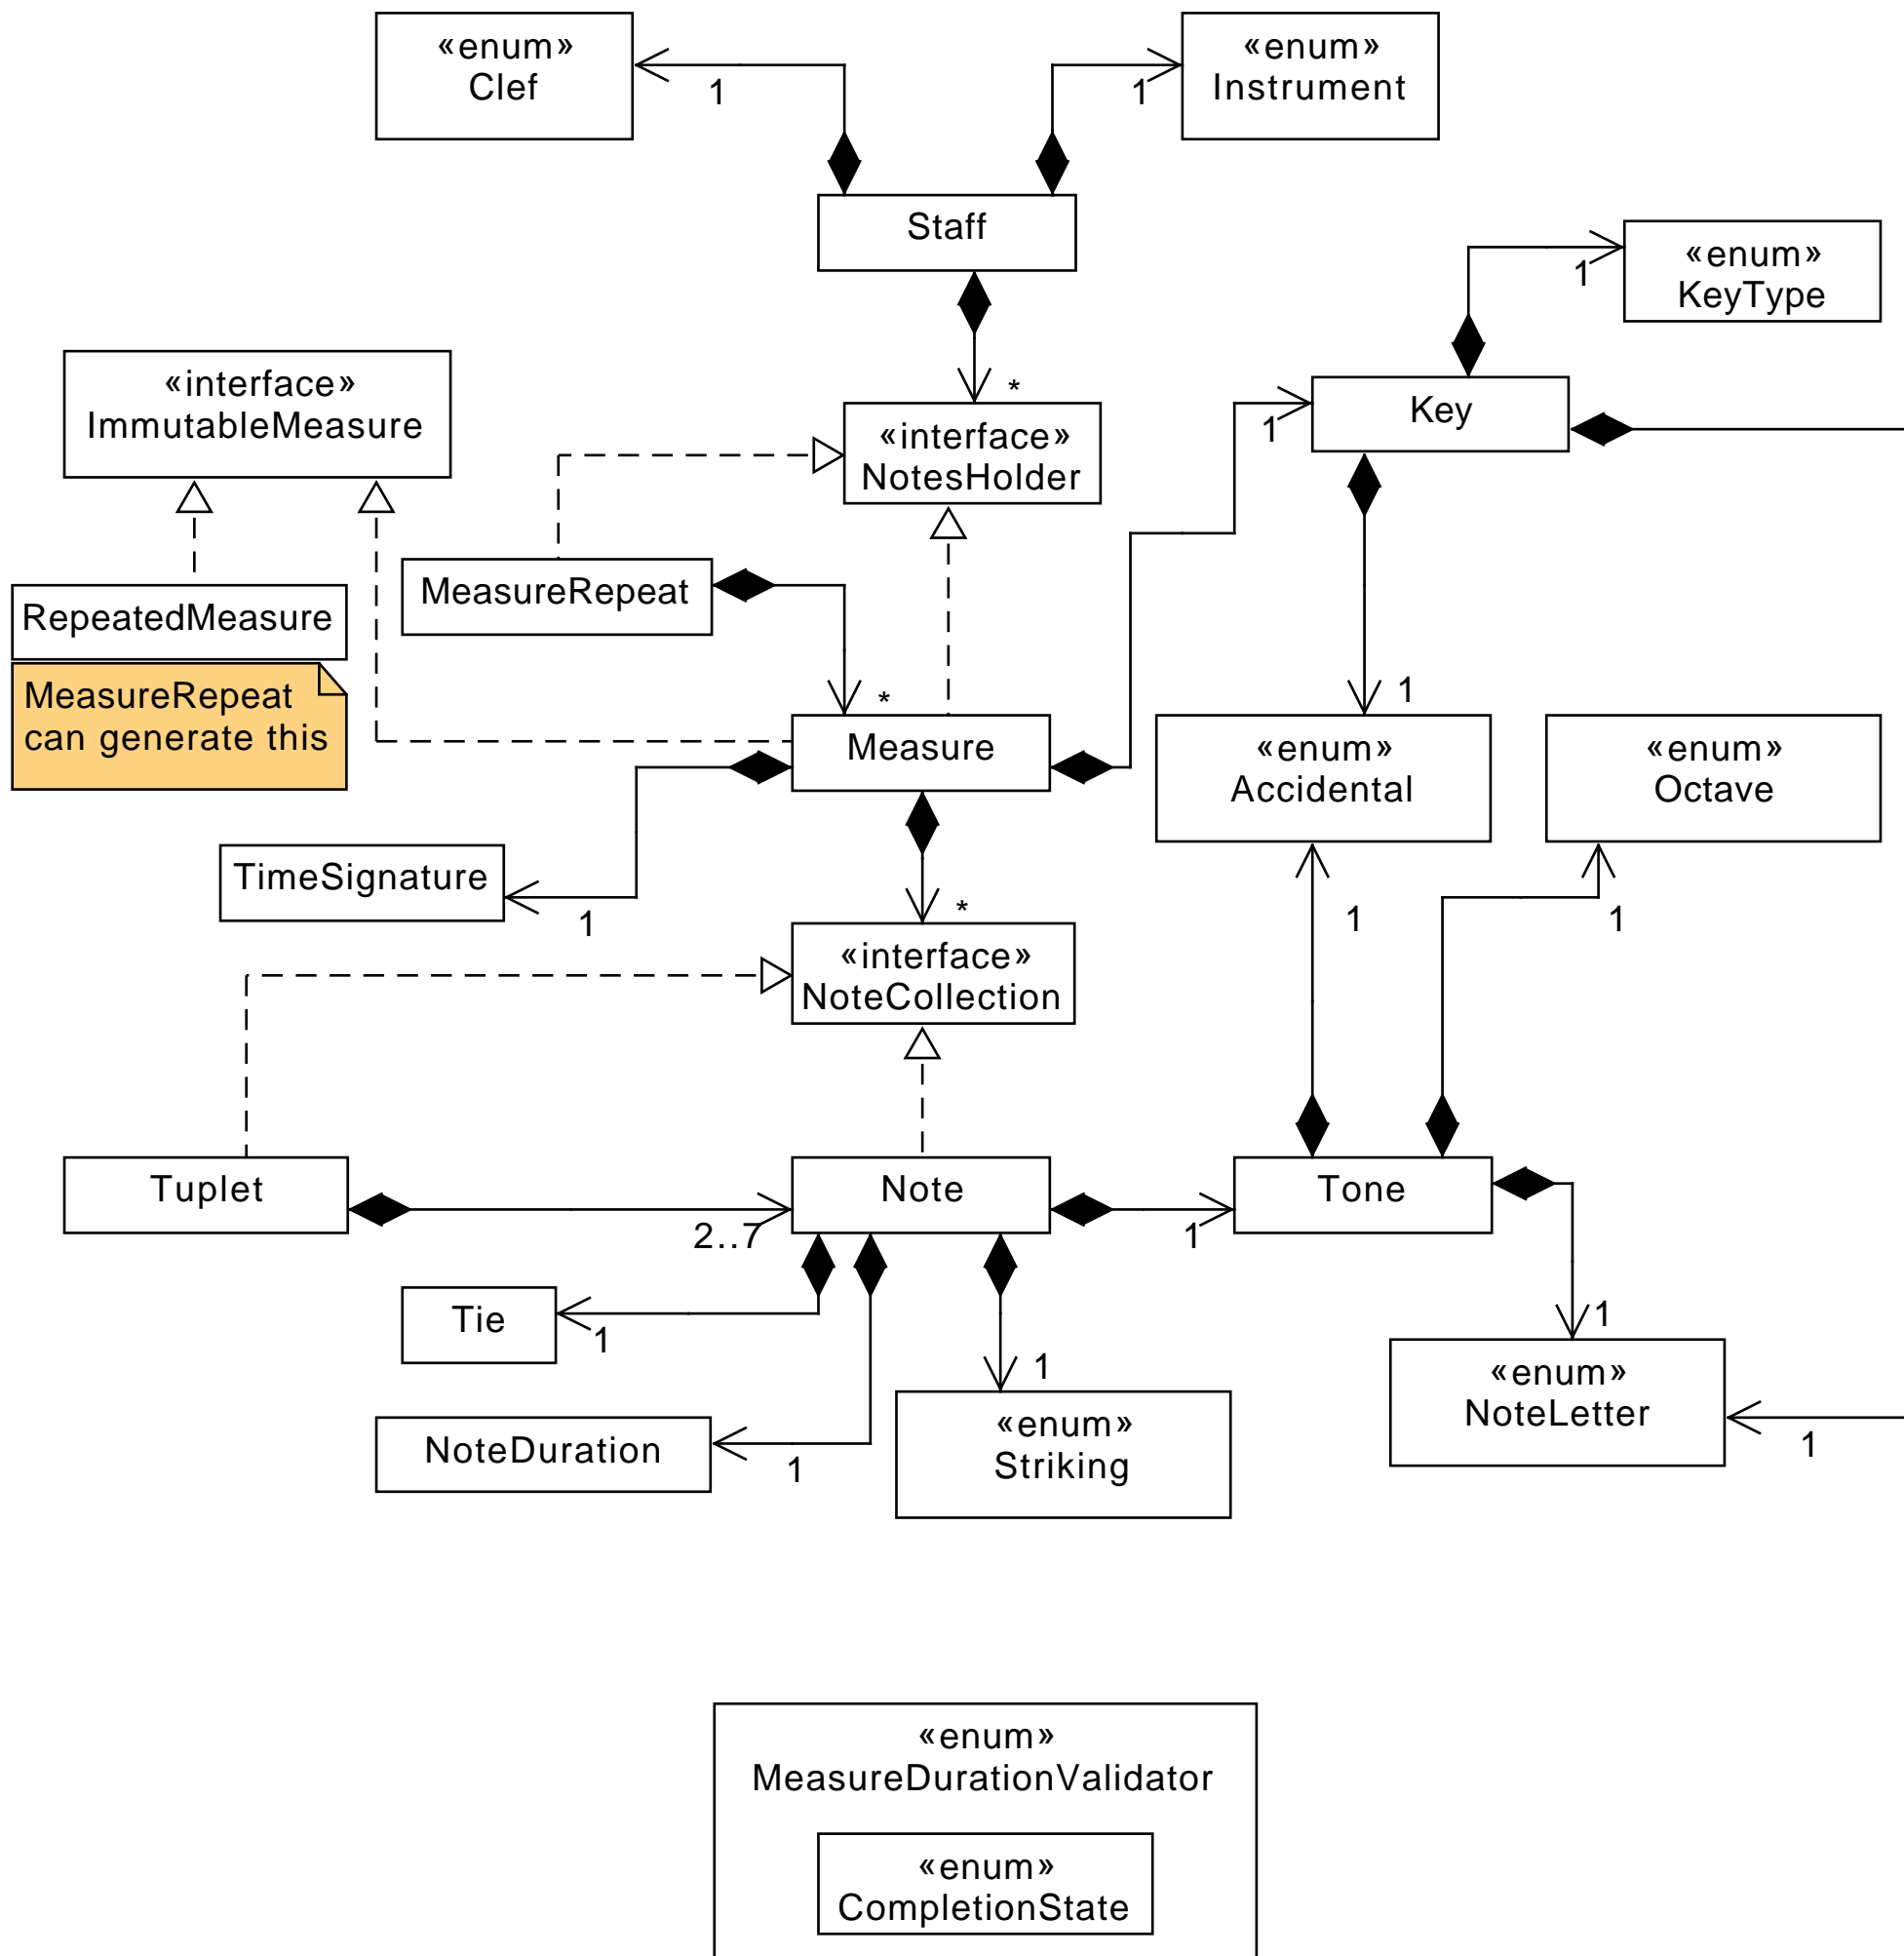 «enum»
Clef
1
«enum»
Instrument
1
Staff
«enum»
KeyType
1
*
«interface»
ImmutableMeasure
«interface»
NotesHolder
Key
1
RepeatedMeasure
MeasureRepeat
can generate this
MeasureRepeat
*
1
Measure
«enum»
Accidental
«enum»
Octave
TimeSignature
1
*
1
1
«interface»
NoteCollection
Tuplet
2..7
Note
1
Tone
Tie
1
1
1
«enum»
NoteLetter
1
NoteDuration
1
«enum»
Striking
«enum»
MeasureDurationValidator
«enum»
CompletionState